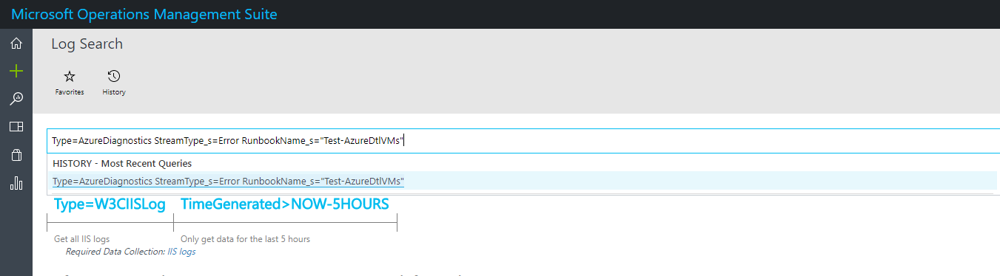 Microsoft Operations Management Suite
Log Search
Favorites History
Type=AzureDiagnostics StreamType_s=Error RunbookName_s="Test-AzureDtlVMs"
HISTORY - Most Recent Queries
Type=AzureDiagnostics StreamType_s=Error RunbookName_s="Test-AzureDtlVMs"
Type=W3CIISLog TimeGenerated>NOW-5HOURS
Get all IIS logs Only get data for the last 5 hours
Required Data Collection: IIS logs